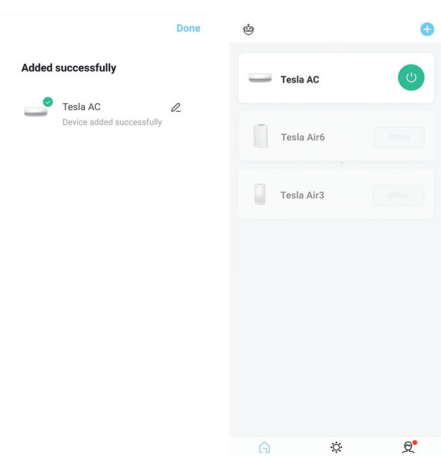 Done
Added successfully
Tesla AC
Device added successfully
Tesla AC
Tesla Air6
Offline
Tesla Air3
Offline